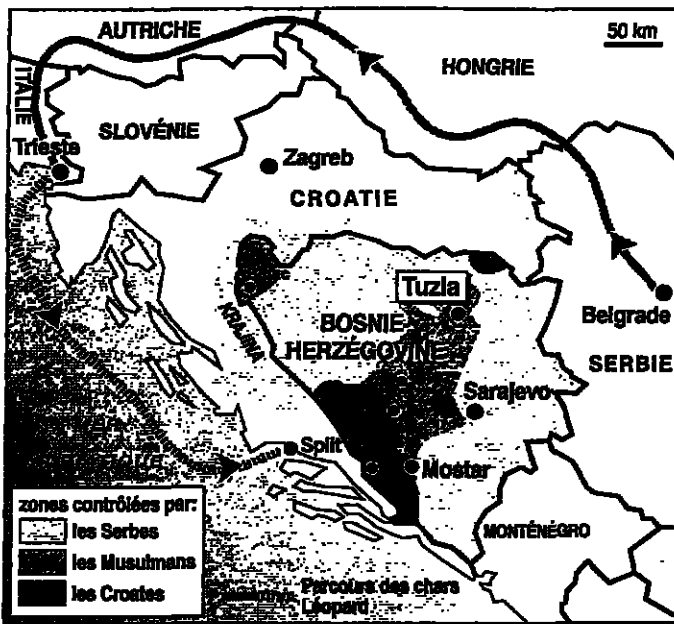 AUTRICHE
50 km
HONGRIE
ITALIE
SLOVÉNIE
Trieste
Zagreb
CROATIE
Tuzla
KRAJINA
BOSNIE
HERZÉGOVINE
Belgrade
SERBIE
Sarajevo
Split
Mostar
MONTÉNÉGRO
zones contrôlées par:
les Serbes
les Musulmans
les Croates
Parcours des chars
Léopard